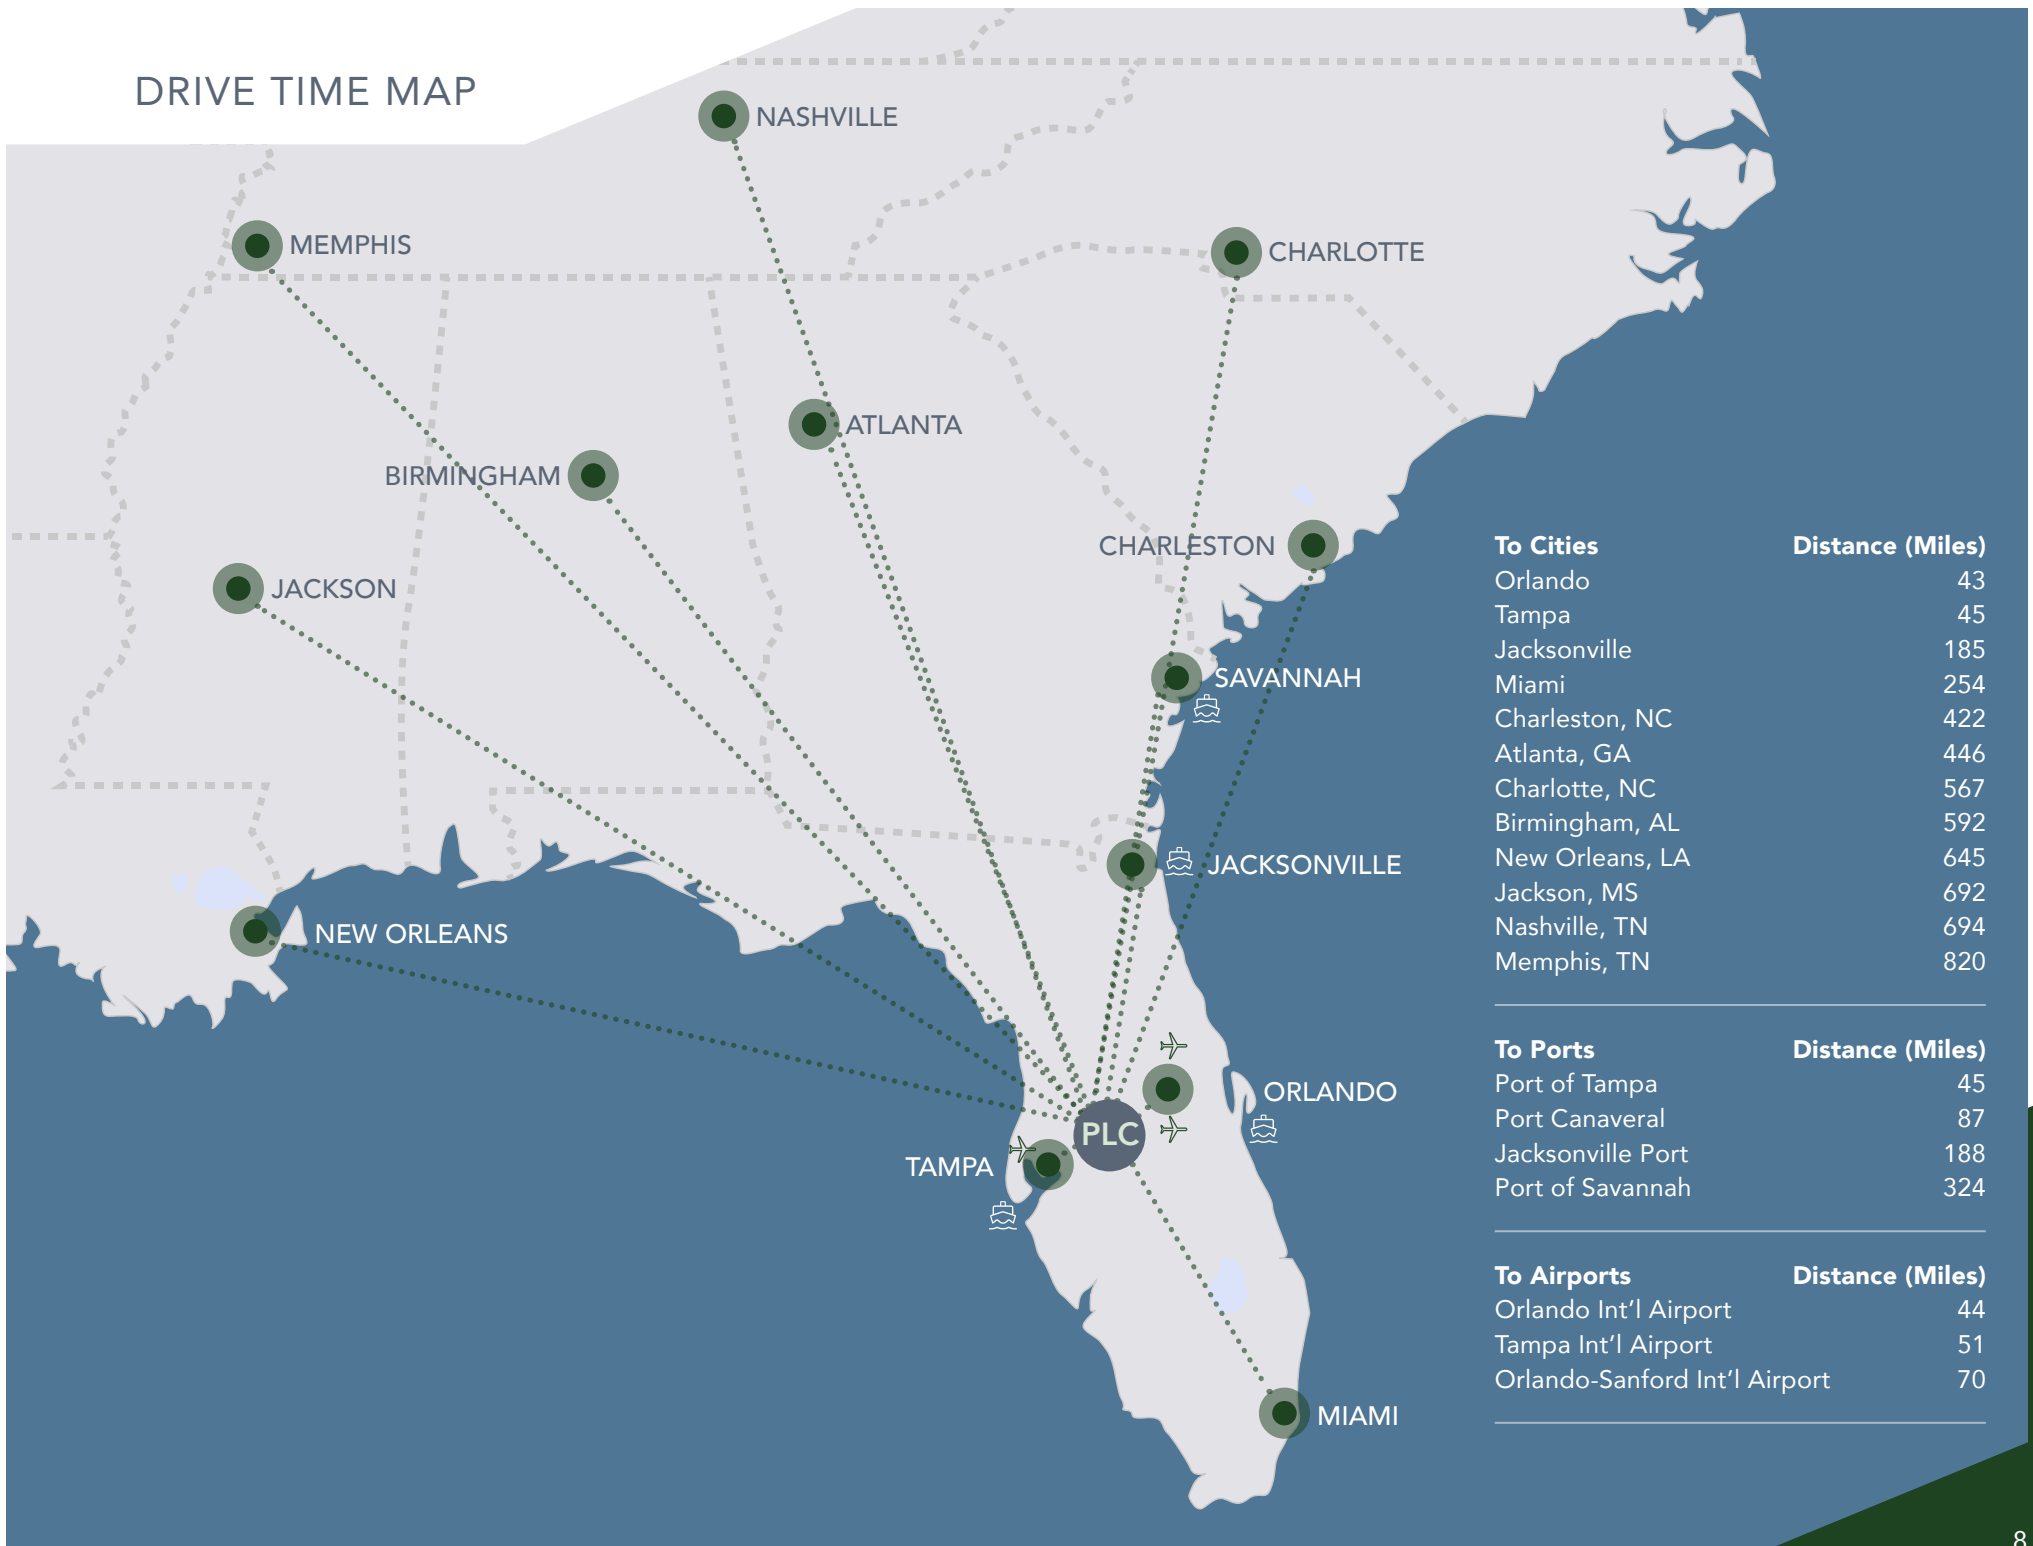 DRIVE TIME MAP
NASHVILLE
MEMPHIS
CHARLOTTE
ATLANTA
BIRMINGHAM
CHARLESTON
JACKSON
SAVANNAH
JACKSONVILLE
NEW ORLEANS
ORLANDO
PLC
TAMPA
MIAMI
To Cities Distance (Miles)
Orlando 43
Tampa 45
Jacksonville 185
Miami 254
Charleston, NC 422
Atlanta, GA 446
Charlotte, NC 567
Birmingham, AL 592
New Orleans, LA 645
Jackson, MS 692
Nashville, TN 694
Memphis, TN 820
To Ports Distance (Miles)
Port of Tampa 45
Port Canaveral 87
Jacksonville Port 188
Port of Savannah 324
To Airports Distance (Miles)
Orlando Int’l Airport 44
Tampa Int’l Airport 51
Orlando-Sanford Int’l Airport 70
8